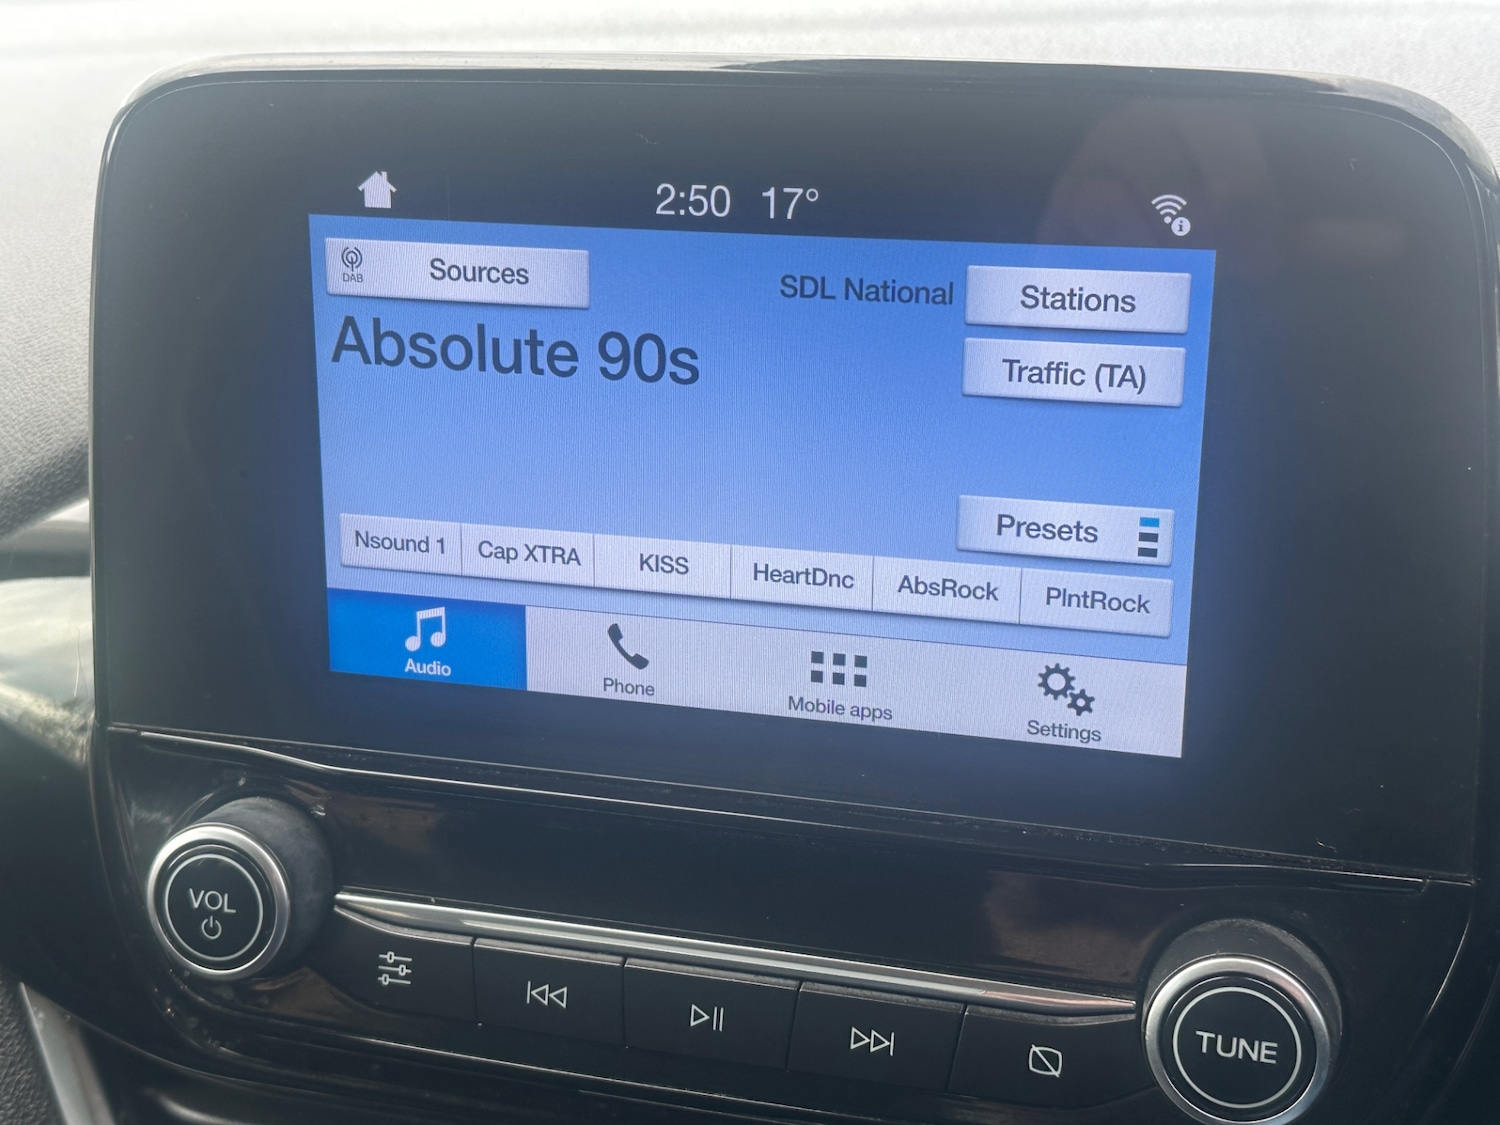 2:50 17°
DAB
Sources
SDL National
Stations
Absolute 90s
Traffic (TA)
Presets
Nsound 1
Cap XTRA
KISS
HeartDnc
AbsRock
PlntRock
Audio
Phone
Mobile apps
Settings
VOL
TUNE